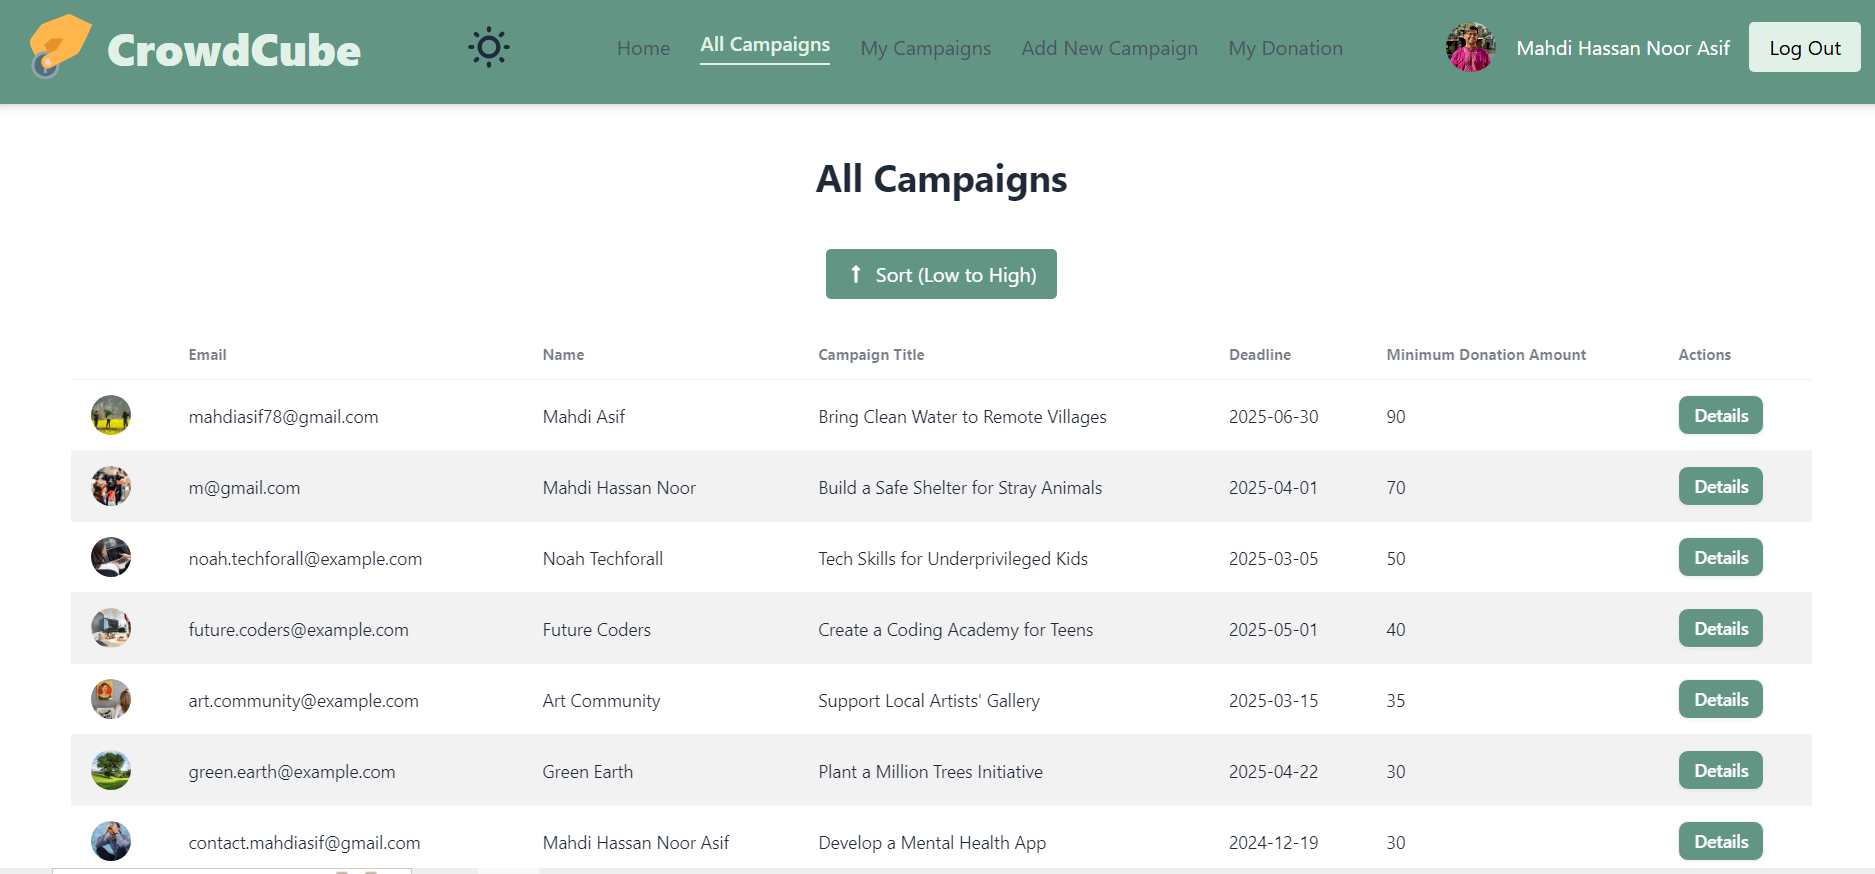 CrowdCube
Home All Campaigns My Campaigns Add New Campaign My Donation
Mahdi Hassan Noor Asif
Log Out
All Campaigns
Sort (Low to High)
Email Name Campaign Title Deadline Minimum Donation Amount Actions
mahdiasif78@gmail.com Mahdi Asif Bring Clean Water to Remote Villages 2025-06-30 90 Details
m@gmail.com Mahdi Hassan Noor Build a Safe Shelter for Stray Animals 2025-04-01 70 Details
noah.techforall@example.com Noah Techforall Tech Skills for Underprivileged Kids 2025-03-05 50 Details
future.coders@example.com Future Coders Create a Coding Academy for Teens 2025-05-01 40 Details
art.community@example.com Art Community Support Local Artists' Gallery 2025-03-15 35 Details
green.earth@example.com Green Earth Plant a Million Trees Initiative 2025-04-22 30 Details
contact.mahdiasif@gmail.com Mahdi Hassan Noor Asif Develop a Mental Health App 2024-12-19 30 Details